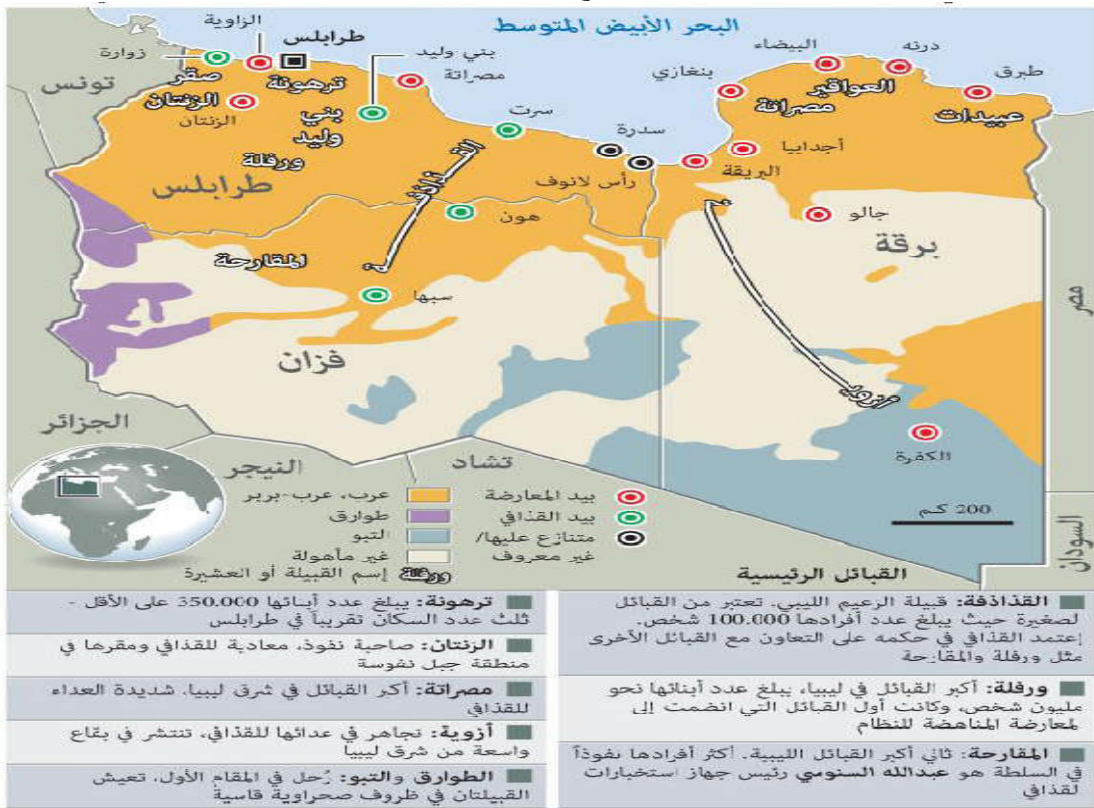 البحر الأبيض المتوسط
تونس
زوارة
الزاوية
طرابلس
بني وليد
مصراتة
صقر
ترهونة
الزنتان
الزنتان
بني
وليد
ورفلة
طرابلس
سرت
سدرة
رأس لانوف
بنغازي
البيضاء
درنه
طبرق
العواقير
مصراتة
عبيدات
أجدابيا
البريقة
جالو
برقة
مصر
هون
المقارحة
سبها
فزان
الكفرة
الجزائر
النيجر
تشاد
السودان
200 كم
بيد المعارضة
بيد القذافي
متنازع عليها/
غير معروف
عرب، عرب-بربر
طوارق
التبو
غير مأهولة
ورفلة إسم القبيلة أو العشيرة
القبائل الرئيسية
القذاذفة: قبيلة الزعيم الليبي. تعتبر من القبائل
لصغيرة حيث يبلغ عدد أفرادها 100.000 شخص.
إعتمد القذافي في حكمه على التعاون مع القبائل الأخرى
مثل ورفلة والمقارحة
ورفلة: أكبر القبائل في ليبيا، يبلغ عدد أبنائها نحو
مليون شخص، وكانت أول القبائل التي انضمت إلى
لمعارضة المناهضة للنظام
المقارحة: ثاني أكبر القبائل الليبية. أكثر أفرادها نفوذاً
في السلطة هو عبدالله السنوسي رئيس جهاز استخبارات
لقذافي
ترهونة: يبلغ عدد أبنائها 350.000 على الأقل -
ثلث عدد السكان تقريباً في طرابلس
الزنتان: صاحبة نفوذ، معادية للقذافي ومقرها في
منطقة جبل نفوسة
مصراتة: أكبر القبائل في شرق ليبيا. شديدة العداء
للقذافي
أزوية: تجاهر في عدائها للقذافي، تنتشر في بقاع
واسعة من شرق ليبيا
الطوارق والتبو: رُحل في المقام الأول، تعيش
القبيلتان في ظروف صحراوية قاسية